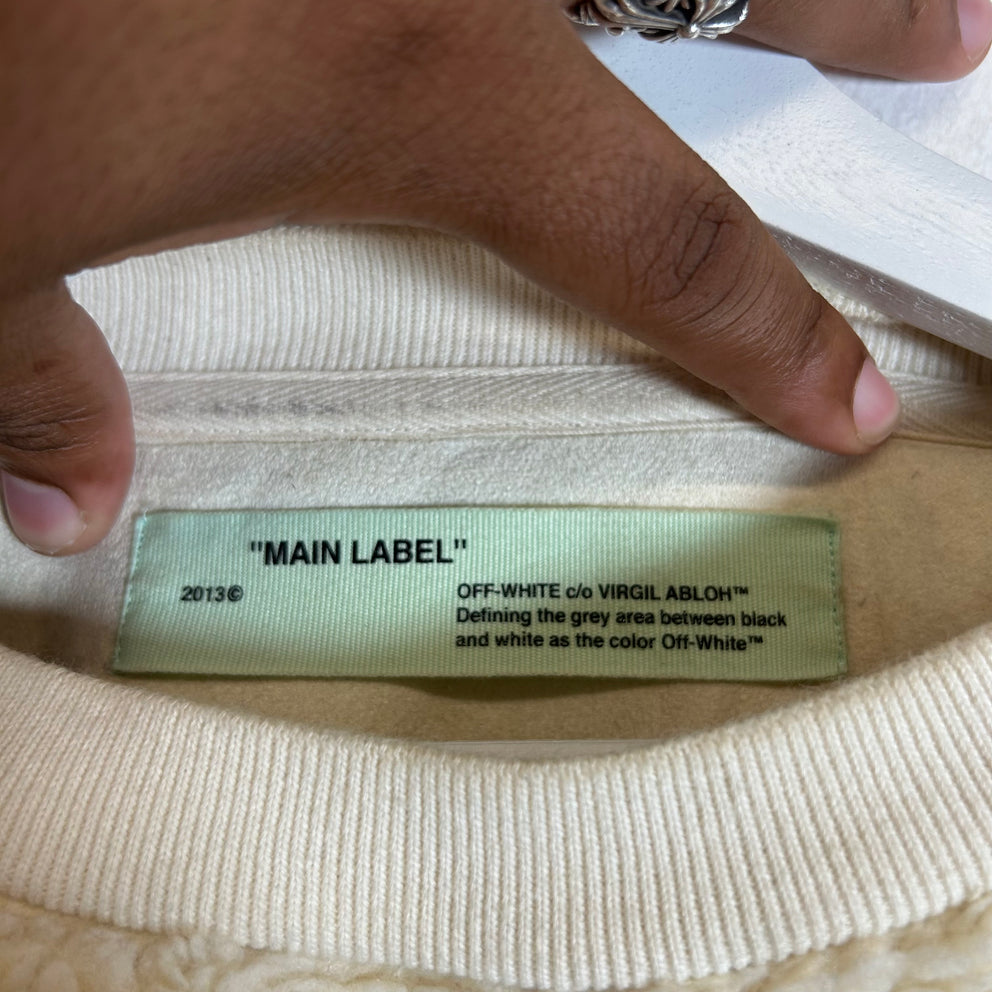 "MAIN LABEL"
2013©
OFF-WHITE c/o VIRGIL ABLOH™
Defining the grey area between black
and white as the color Off-White™